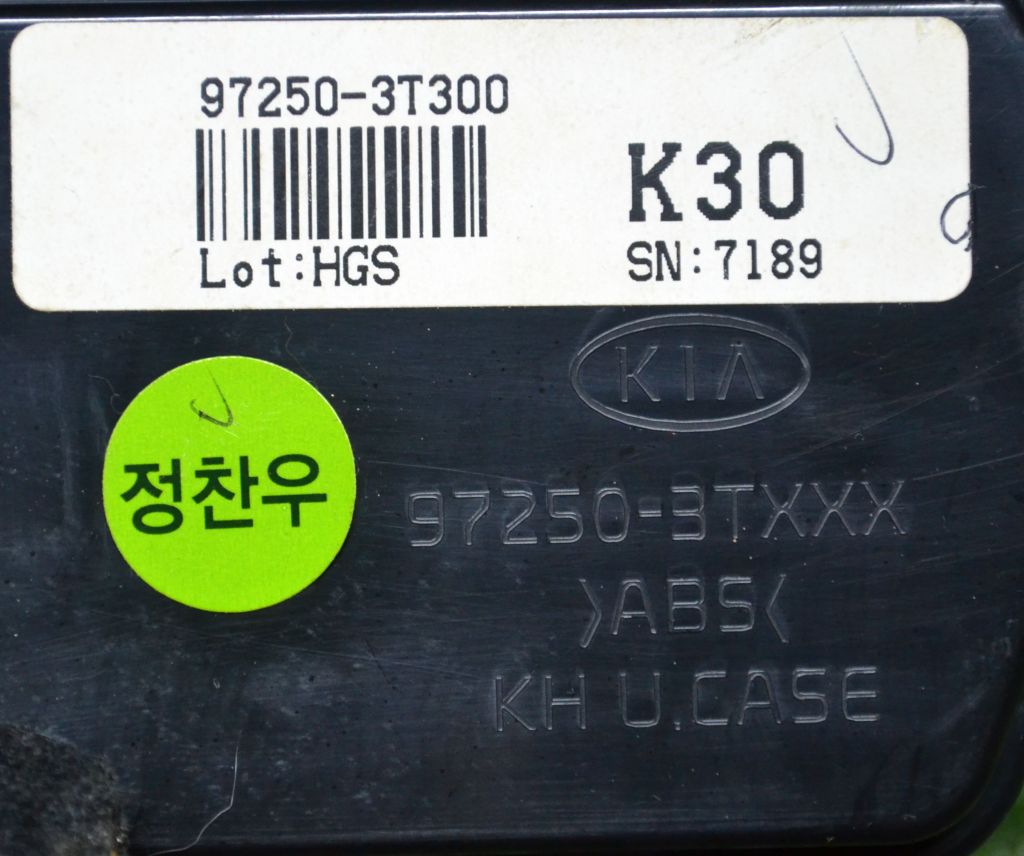 97250-3T300
K30
Lot:HGS
SN:7189
KIA
정찬우
97250-3TXXX
>ABS<
KH U.CASE